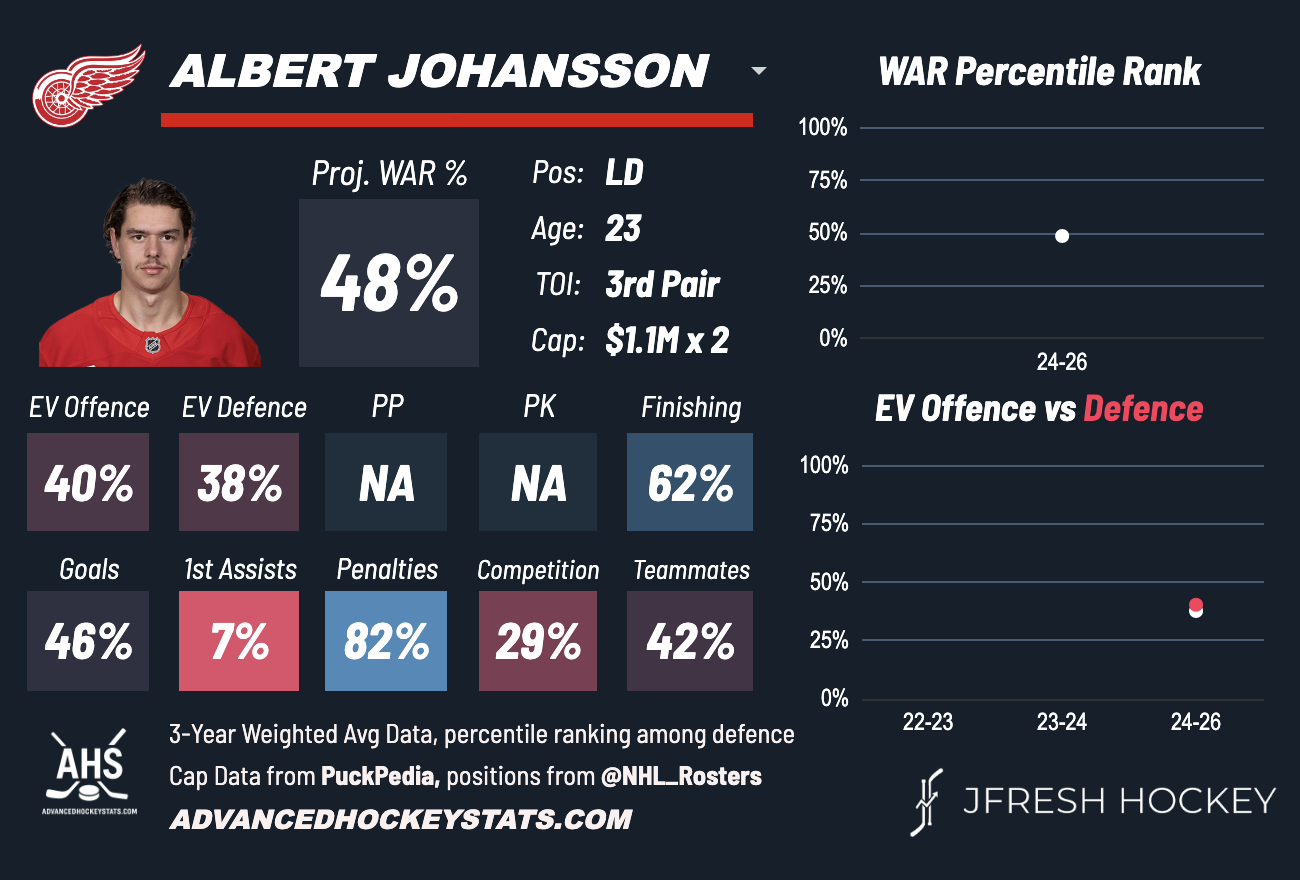 ALBERT JOHANSSON
Proj. WAR %
48%
Pos: LD
Age: 23
TOI: 3rd Pair
Cap: $1.1M x 2
EV Offence EV Defence PP PK Finishing
40% 38% NA NA 62%
Goals 1st Assists Penalties Competition Teammates
46% 7% 82% 29% 42%
WAR Percentile Rank
100%
75%
50%
25%
0%
24-26
EV Offence vs Defence
100%
75%
50%
25%
0%
22-23 23-24 24-26
AHS
ADVANCEDHOCKEYSTATS.COM
3-Year Weighted Avg Data, percentile ranking among defence
Cap Data from PuckPedia, positions from @NHL_Rosters
ADVANCEDHOCKEYSTATS.COM
JFRESH HOCKEY